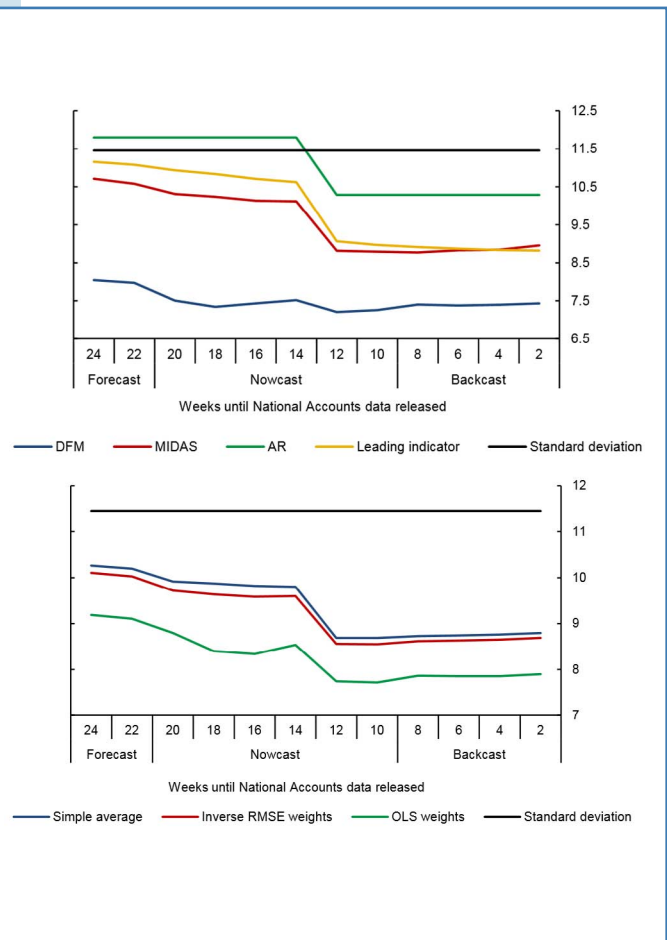 12.5
11.5
10.5
9.5
8.5
7.5
6.5
24 22 20 18 16 14 12 10 8 6 4 2
Forecast Nowcast Backcast
Weeks until National Accounts data released
DFM MIDAS AR Leading indicator Standard deviation
12
11
10
9
8
7
24 22 20 18 16 14 12 10 8 6 4 2
Forecast Nowcast Backcast
Weeks until National Accounts data released
Simple average Inverse RMSE weights OLS weights Standard deviation